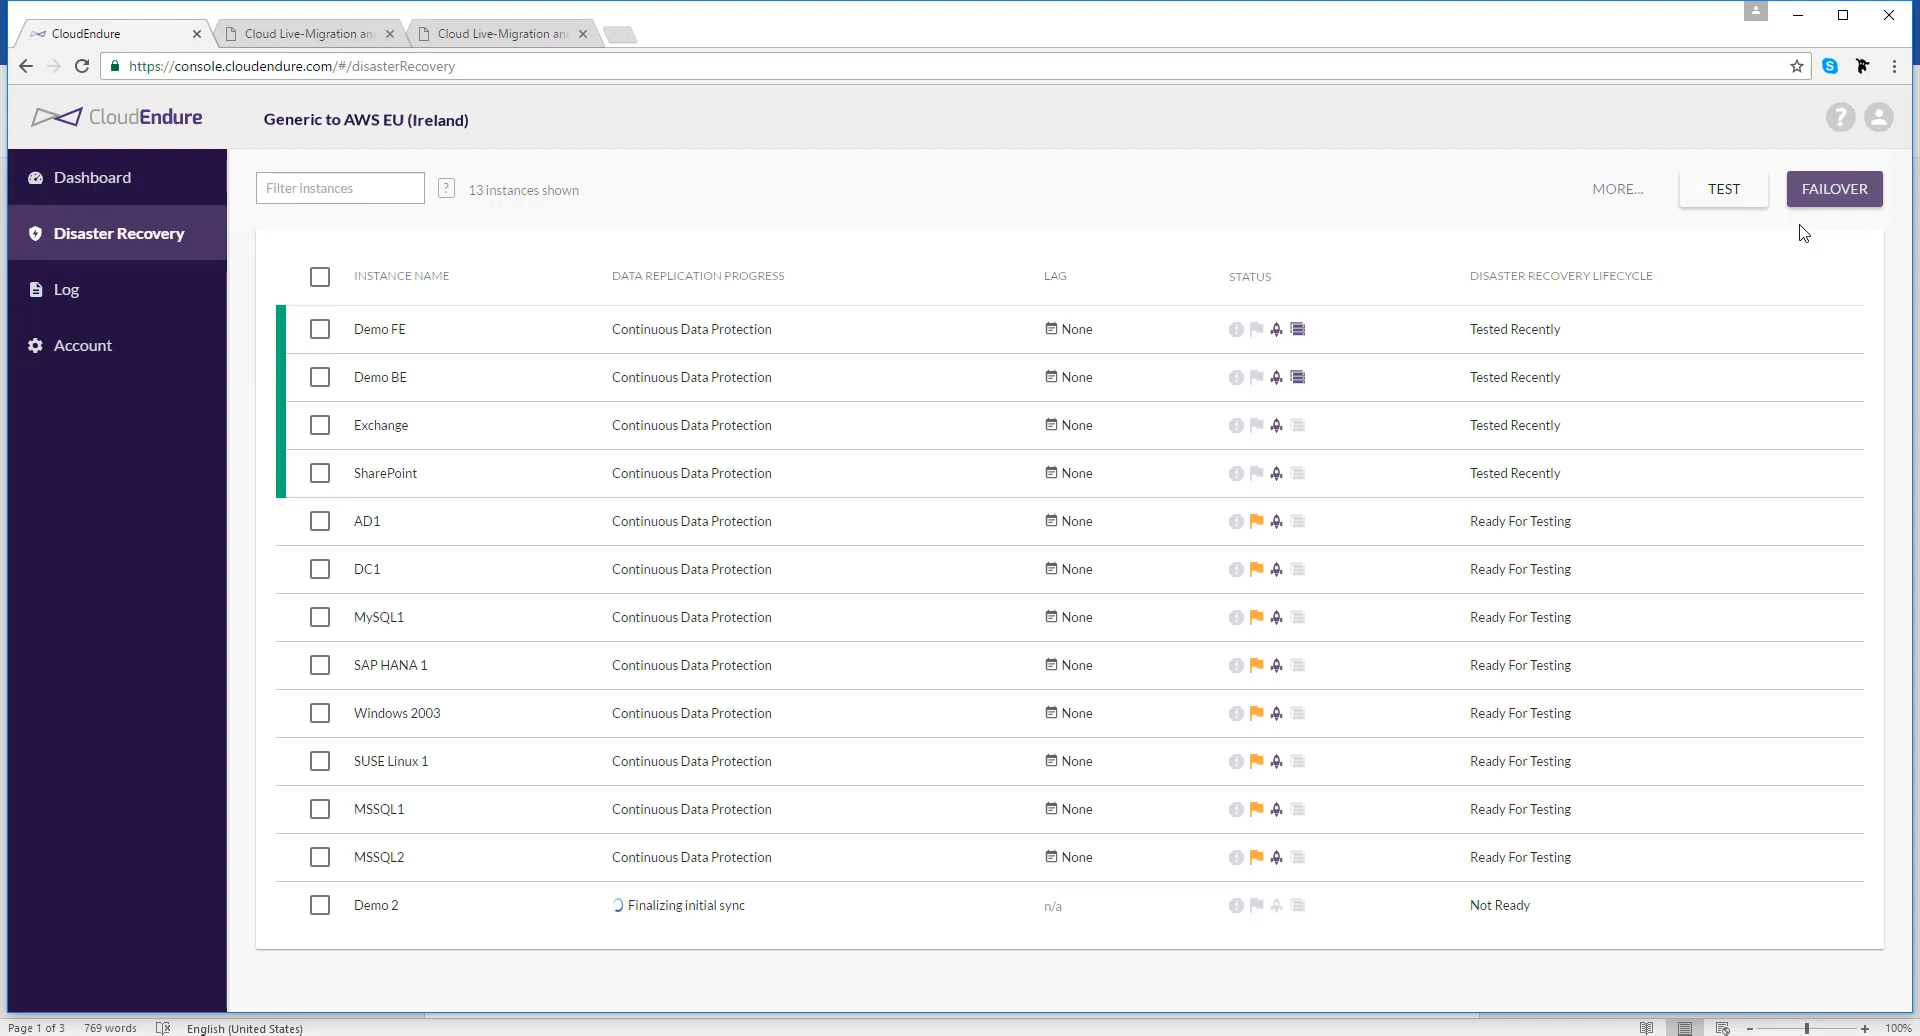 CloudEndure
Cloud Live-Migration an
Cloud Live-Migration an
https://console.cloudendure.com/#/disasterRecovery
CloudEndure
Generic to AWS EU (Ireland)
?
Dashboard
Disaster Recovery
Log
Account
Filter instances
?
13 instances shown
MORE...
TEST
FAILOVER
INSTANCE NAME DATA REPLICATION PROGRESS LAG STATUS DISASTER RECOVERY LIFECYCLE
Demo FE Continuous Data Protection None Tested Recently
Demo BE Continuous Data Protection None Tested Recently
Exchange Continuous Data Protection None Tested Recently
SharePoint Continuous Data Protection None Tested Recently
AD1 Continuous Data Protection None Ready For Testing
DC1 Continuous Data Protection None Ready For Testing
MySQL1 Continuous Data Protection None Ready For Testing
SAP HANA 1 Continuous Data Protection None Ready For Testing
Windows 2003 Continuous Data Protection None Ready For Testing
SUSE Linux 1 Continuous Data Protection None Ready For Testing
MSSQL1 Continuous Data Protection None Ready For Testing
MSSQL2 Continuous Data Protection None Ready For Testing
Demo 2 Finalizing initial sync n/a Not Ready
Page 1 of 3 769 words English (United States) 100%